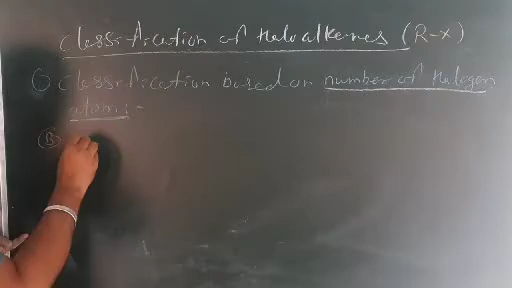 Classification of Haloalkanes (R-X)
① Classification based on number of Halogen
atoms -
(B)